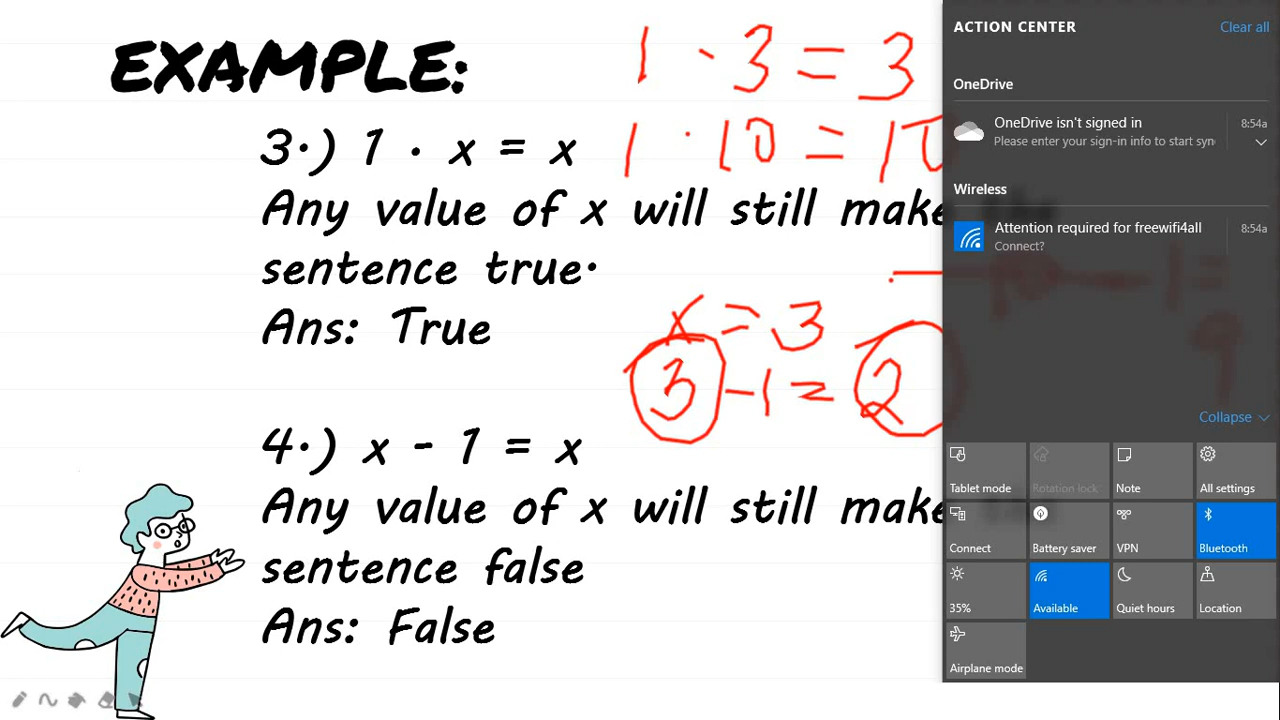 EXAMPLE:
1 · 3 = 3
1 · 10 = 10
3.) 1 · x = x
Any value of x will still make the
sentence true.
Ans: True
x = 3
3 - 1 = 2
- 1 =
9
4.) x - 1 = x
Any value of x will still make
sentence false
Ans: False
ACTION CENTER
Clear all
OneDrive
OneDrive isn't signed in
8:54a
Please enter your sign-in info to start syn
Wireless
Attention required for freewifi4all
8:54a
Connect?
Collapse
Tablet mode
Rotation lock
Note
All settings
Connect
Battery saver
VPN
Bluetooth
35%
Available
Quiet hours
Location
Airplane mode